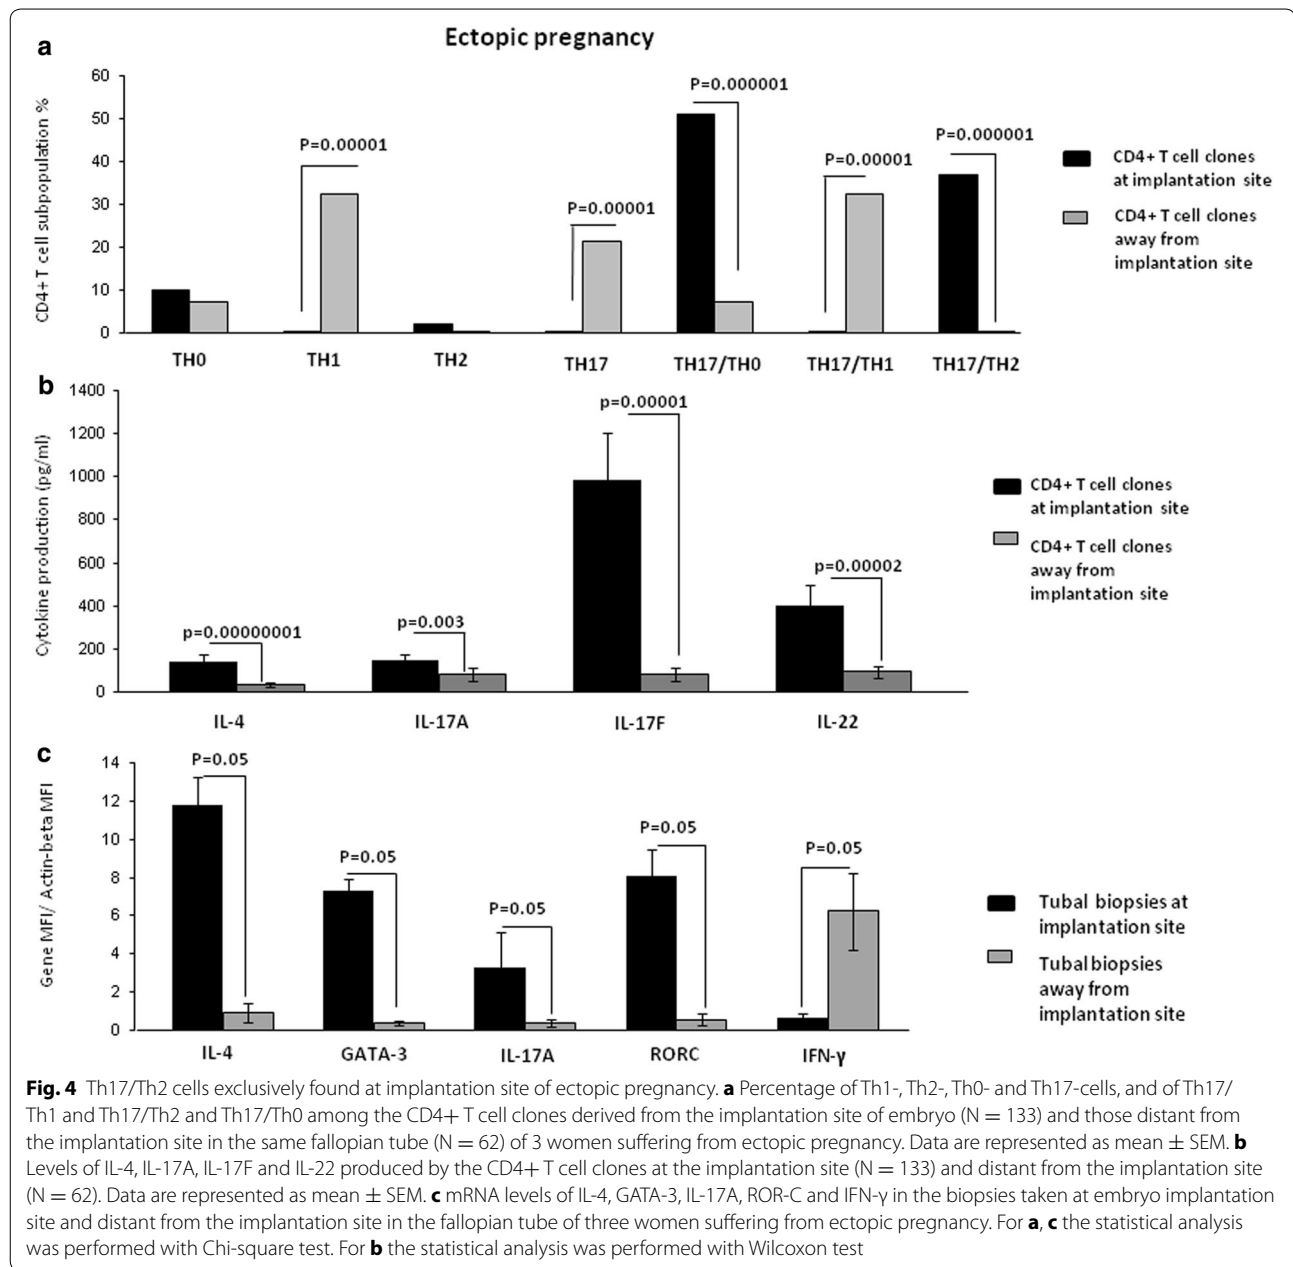 a
Ectopic pregnancy
CD4+ T cell subpopulation %
60
50
40
30
20
10
0
P=0.00001
P=0.00001
P=0.000001
P=0.00001
P=0.000001
TH0 TH1 TH2 TH17 TH17/TH0 TH17/TH1 TH17/TH2
CD4+ T cell clones
at implantation site
CD4+ T cell clones
away from
implantation site
b
Cytokine production (pg/ml)
1400
1200
1000
800
600
400
200
0
p=0.00000001
p=0.003
p=0.00001
p=0.00002
IL-4 IL-17A IL-17F IL-22
CD4+ T cell clones
at implantation site
CD4+ T cell clones
away from
implantation site
c
Gene MFI/ Actin-beta MFI
14
12
10
8
6
4
2
0
P=0.05
P=0.05
P=0.05
P=0.05
P=0.05
IL-4 GATA-3 IL-17A RORC IFN-γ
Tubal biopsies at
implantation site
Tubal biopsies
away from
implantation site
Fig. 4 Th17/Th2 cells exclusively found at implantation site of ectopic pregnancy. a Percentage of Th1-, Th2-, Th0- and Th17-cells, and of Th17/
Th1 and Th17/Th2 and Th17/Th0 among the CD4+ T cell clones derived from the implantation site of embryo (N = 133) and those distant from
the implantation site in the same fallopian tube (N = 62) of 3 women suffering from ectopic pregnancy. Data are represented as mean ± SEM. b
Levels of IL-4, IL-17A, IL-17F and IL-22 produced by the CD4+ T cell clones at the implantation site (N = 133) and distant from the implantation site
(N = 62). Data are represented as mean ± SEM. c mRNA levels of IL-4, GATA-3, IL-17A, ROR-C and IFN-γ in the biopsies taken at embryo implantation
site and distant from the implantation site in the fallopian tube of three women suffering from ectopic pregnancy. For a, c the statistical analysis
was performed with Chi-square test. For b the statistical analysis was performed with Wilcoxon test